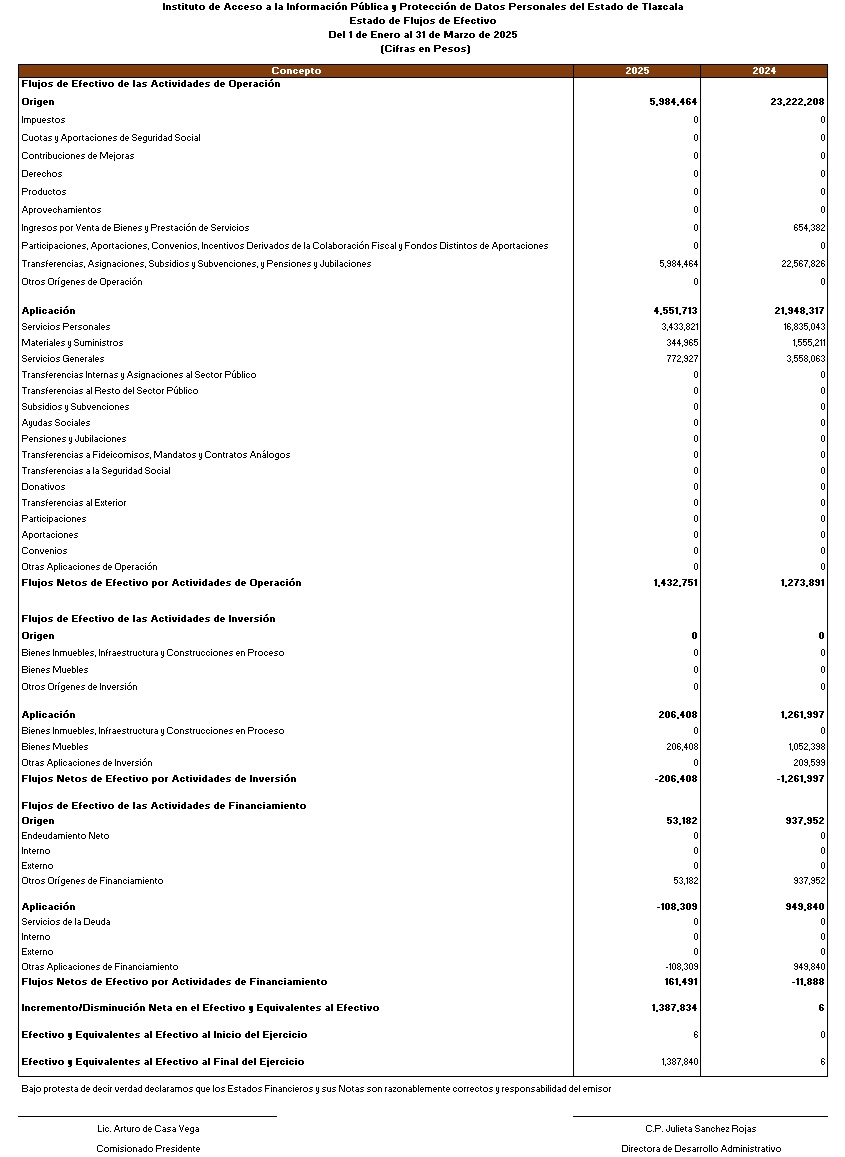 Instituto de Acceso a la Información Pública y Protección de Datos Personales del Estado de Tlaxcala
Estado de Flujos de Efectivo
Del 1 de Enero al 31 de Marzo de 2025
(Cifras en Pesos)
Concepto 2025 2024
Flujos de Efectivo de las Actividades de Operación
Origen 5,984,464 23,222,208
Impuestos 0 0
Cuotas y Aportaciones de Seguridad Social 0 0
Contribuciones de Mejoras 0 0
Derechos 0 0
Productos 0 0
Aprovechamientos 0 0
Ingresos por Venta de Bienes y Prestación de Servicios 0 654,382
Participaciones, Aportaciones, Convenios, Incentivos Derivados de la Colaboración Fiscal y Fondos Distintos de Aportaciones 0 0
Transferencias, Asignaciones, Subsidios y Subvenciones, y Pensiones y Jubilaciones 5,984,464 22,567,826
Otros Orígenes de Operación 0 0
Aplicación 4,551,713 21,948,317
Servicios Personales 3,433,821 16,835,043
Materiales y Suministros 344,965 1,555,211
Servicios Generales 772,927 3,558,063
Transferencias Internas y Asignaciones al Sector Público 0 0
Transferencias al Resto del Sector Público 0 0
Subsidios y Subvenciones 0 0
Ayudas Sociales 0 0
Pensiones y Jubilaciones 0 0
Transferencias a Fideicomisos, Mandatos y Contratos Análogos 0 0
Transferencias a la Seguridad Social 0 0
Donativos 0 0
Transferencias al Exterior 0 0
Participaciones 0 0
Aportaciones 0 0
Convenios 0 0
Otras Aplicaciones de Operación 0 0
Flujos Netos de Efectivo por Actividades de Operación 1,432,751 1,273,891
Flujos de Efectivo de las Actividades de Inversión
Origen 0 0
Bienes Inmuebles, Infraestructura y Construcciones en Proceso 0 0
Bienes Muebles 0 0
Otros Orígenes de Inversión 0 0
Aplicación 206,408 1,261,997
Bienes Inmuebles, Infraestructura y Construcciones en Proceso 0 0
Bienes Muebles 206,408 1,052,398
Otras Aplicaciones de Inversión 0 209,599
Flujos Netos de Efectivo por Actividades de Inversión -206,408 -1,261,997
Flujos de Efectivo de las Actividades de Financiamiento
Origen 53,182 937,952
Endeudamiento Neto 0 0
Interno 0 0
Externo 0 0
Otros Orígenes de Financiamiento 53,182 937,952
Aplicación -108,309 949,840
Servicios de la Deuda 0 0
Interno 0 0
Externo 0 0
Otras Aplicaciones de Financiamiento -108,309 949,840
Flujos Netos de Efectivo por Actividades de Financiamiento 161,491 -11,888
Incremento/Disminución Neta en el Efectivo y Equivalentes al Efectivo 1,387,834 6
Efectivo y Equivalentes al Efectivo al Inicio del Ejercicio 6 0
Efectivo y Equivalentes al Efectivo al Final del Ejercicio 1,387,840 6
Bajo protesta de decir verdad declaramos que los Estados Financieros y sus Notas son razonablemente correctos y responsabilidad del emisor
Lic. Arturo de Casa Vega C.P. Julieta Sanchez Rojas
Comisionado Presidente Directora de Desarrollo Administrativo